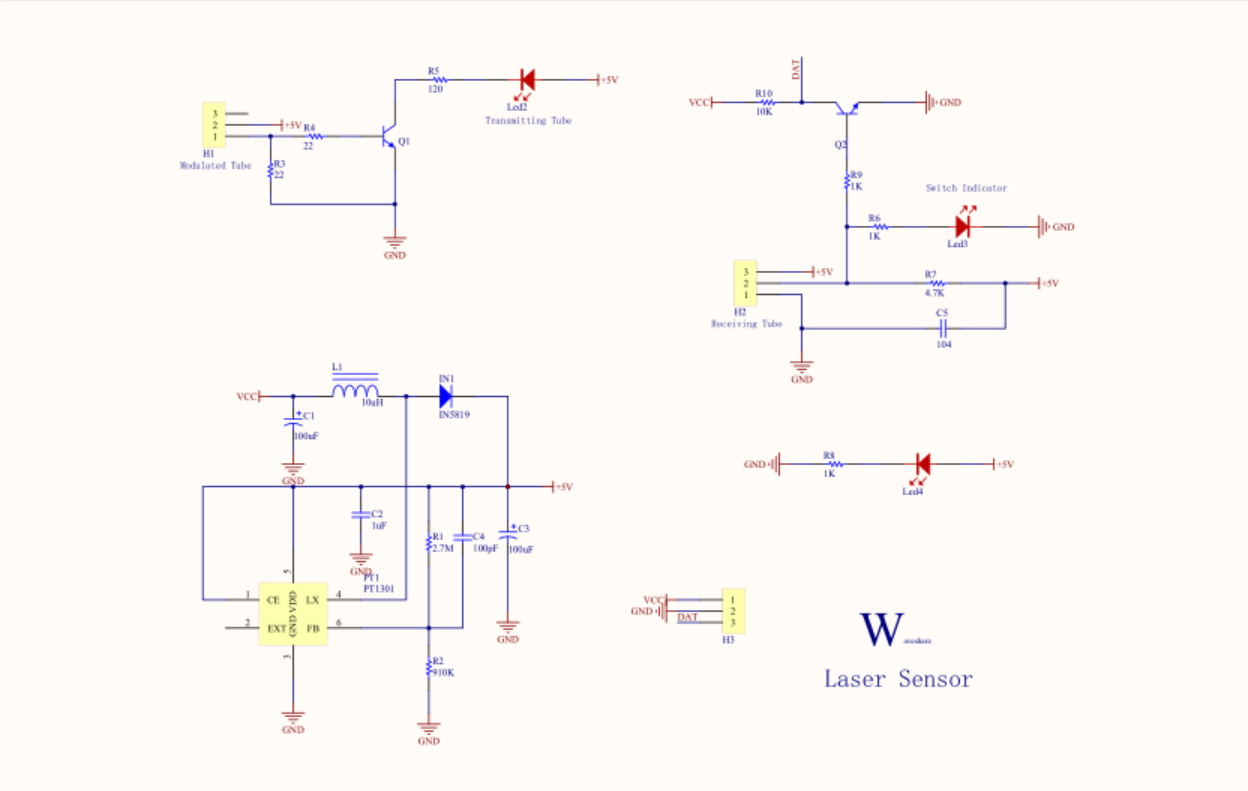 R5
120
+5V
Led2
Transmitting Tube
3
2
1
+5V
R4
22
Q1
H1
Modulated Tube
R3
22
GND
DAT
VCC
R10
10K
GND
Q2
R9
1K
Switch Indicator
R6
1K
Led3
GND
3
2
1
+5V
R7
4.7K
+5V
H2
Receiving Tube
C5
104
GND
L1
VCC
10uH
IN1
IN5819
C1
100uF
GND
+5V
C2
1uF
GND
R1
2.7M
C4
100pF
C3
100uF
PT1
PT1301
5
1
CE
VDD
LX
4
2
EXT
GND
FB
6
3
GND
R2
910K
GND
GND
GND
R8
1K
Led4
+5V
VCC
1
GND
2
DAT
3
H3
W
Laser Sensor